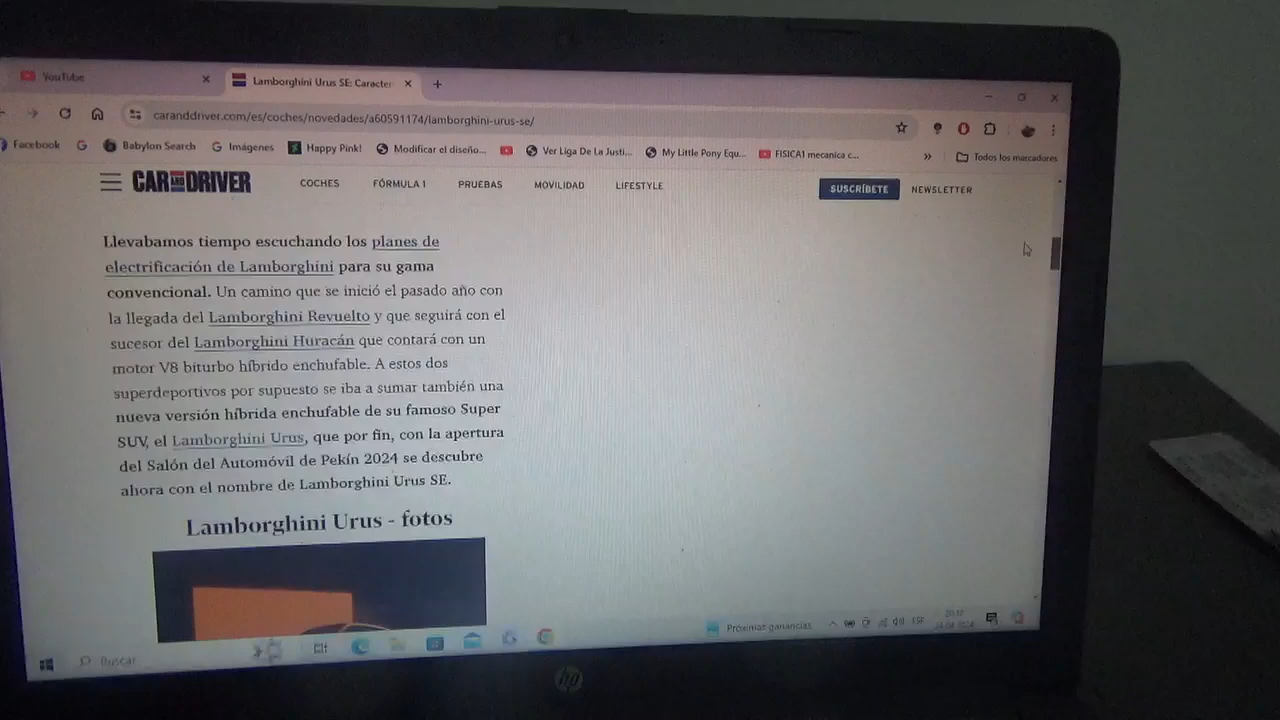 YouTube
Lamborghini Urus SE: Caracter
caranddriver.com/es/coches/novedades/a60591174/lamborghini-urus-se/
Facebook G Babylon Search G Imágenes Happy Pink! Modificar el diseño... Ver Liga De La Justi... My Little Pony Equ... FISICA1 mecanica c... » Todos los marcadores
CAR AND DRIVER COCHES FÓRMULA 1 PRUEBAS MOVILIDAD LIFESTYLE SUSCRÍBETE NEWSLETTER
Llevabamos tiempo escuchando los planes de
electrificación de Lamborghini para su gama
convencional. Un camino que se inició el pasado año con
la llegada del Lamborghini Revuelto y que seguirá con el
sucesor del Lamborghini Huracán que contará con un
motor V8 biturbo híbrido enchufable. A estos dos
superdeportivos por supuesto se iba a sumar también una
nueva versión híbrida enchufable de su famoso Super
SUV, el Lamborghini Urus, que por fin, con la apertura
del Salón del Automóvil de Pekín 2024 se descubre
ahora con el nombre de Lamborghini Urus SE.
Lamborghini Urus - fotos
Buscar
Próximas ganancias
ESP
hp